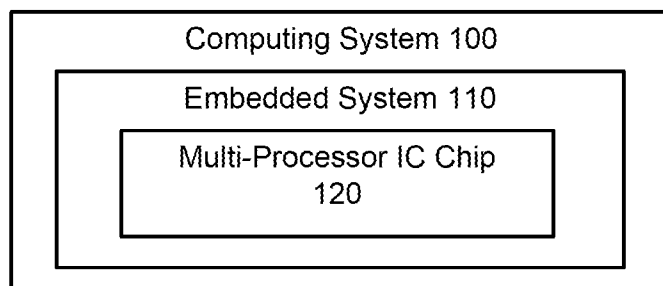 Computing System 100
Embedded System 110
Multi-Processor IC Chip
120